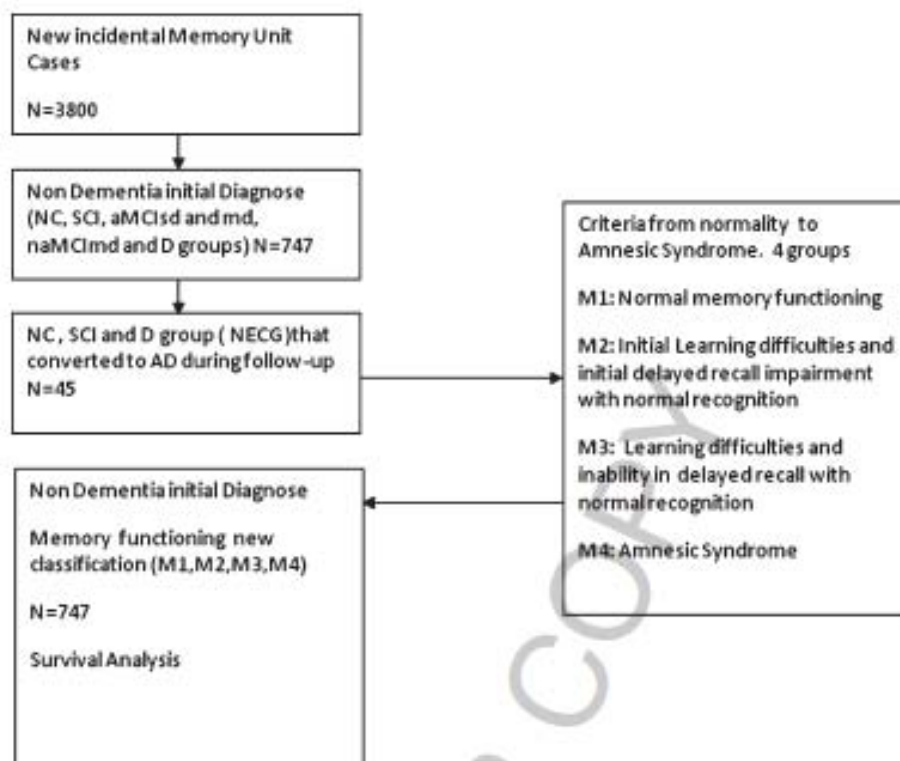 New incidental Memory Unit
Cases
N=3800
Non Dementia initial Diagnose
(NC, SCI, aMCIsd and md,
naMCImd and D groups) N=747
NC, SCI and D group ( NECG)that
converted to AD during follow-up
N=45
Criteria from normality to
Amnesic Syndrome. 4 groups
M1: Normal memory functioning
M2: Initial Learning difficulties and
initial delayed recall impairment
with normal recognition
M3: Learning difficulties and
inability in delayed recall with
normal recognition
M4: Amnesic Syndrome
Non Dementia initial Diagnose
Memory functioning new
classification (M1,M2,M3,M4)
N=747
Survival Analysis
COPY